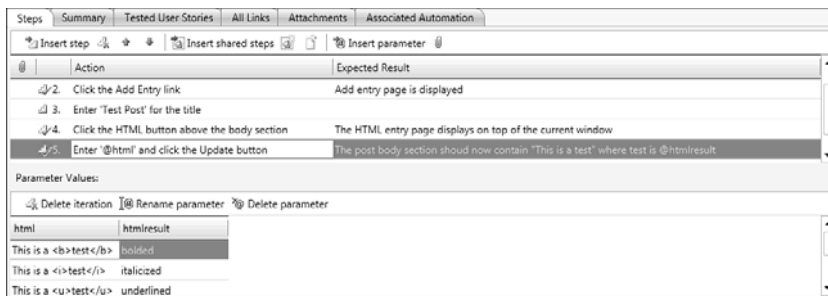 Steps Summary Tested User Stories All Links Attachments Associated Automation
Insert step Insert shared steps Insert parameter
Action Expected Result
2. Click the Add Entry link Add entry page is displayed
3. Enter 'Test Post' for the title
4. Click the HTML button above the body section The HTML entry page displays on top of the current window
5. Enter '@html' and click the Update button The post body section shoud now contain "This is a test" where test is @htmlresult
Parameter Values:
Delete iteration Rename parameter Delete parameter
html htmlresult
This is a <b>test</b> bolded
This is a <i>test</i> italicized
This is a <u>test</u> underlined